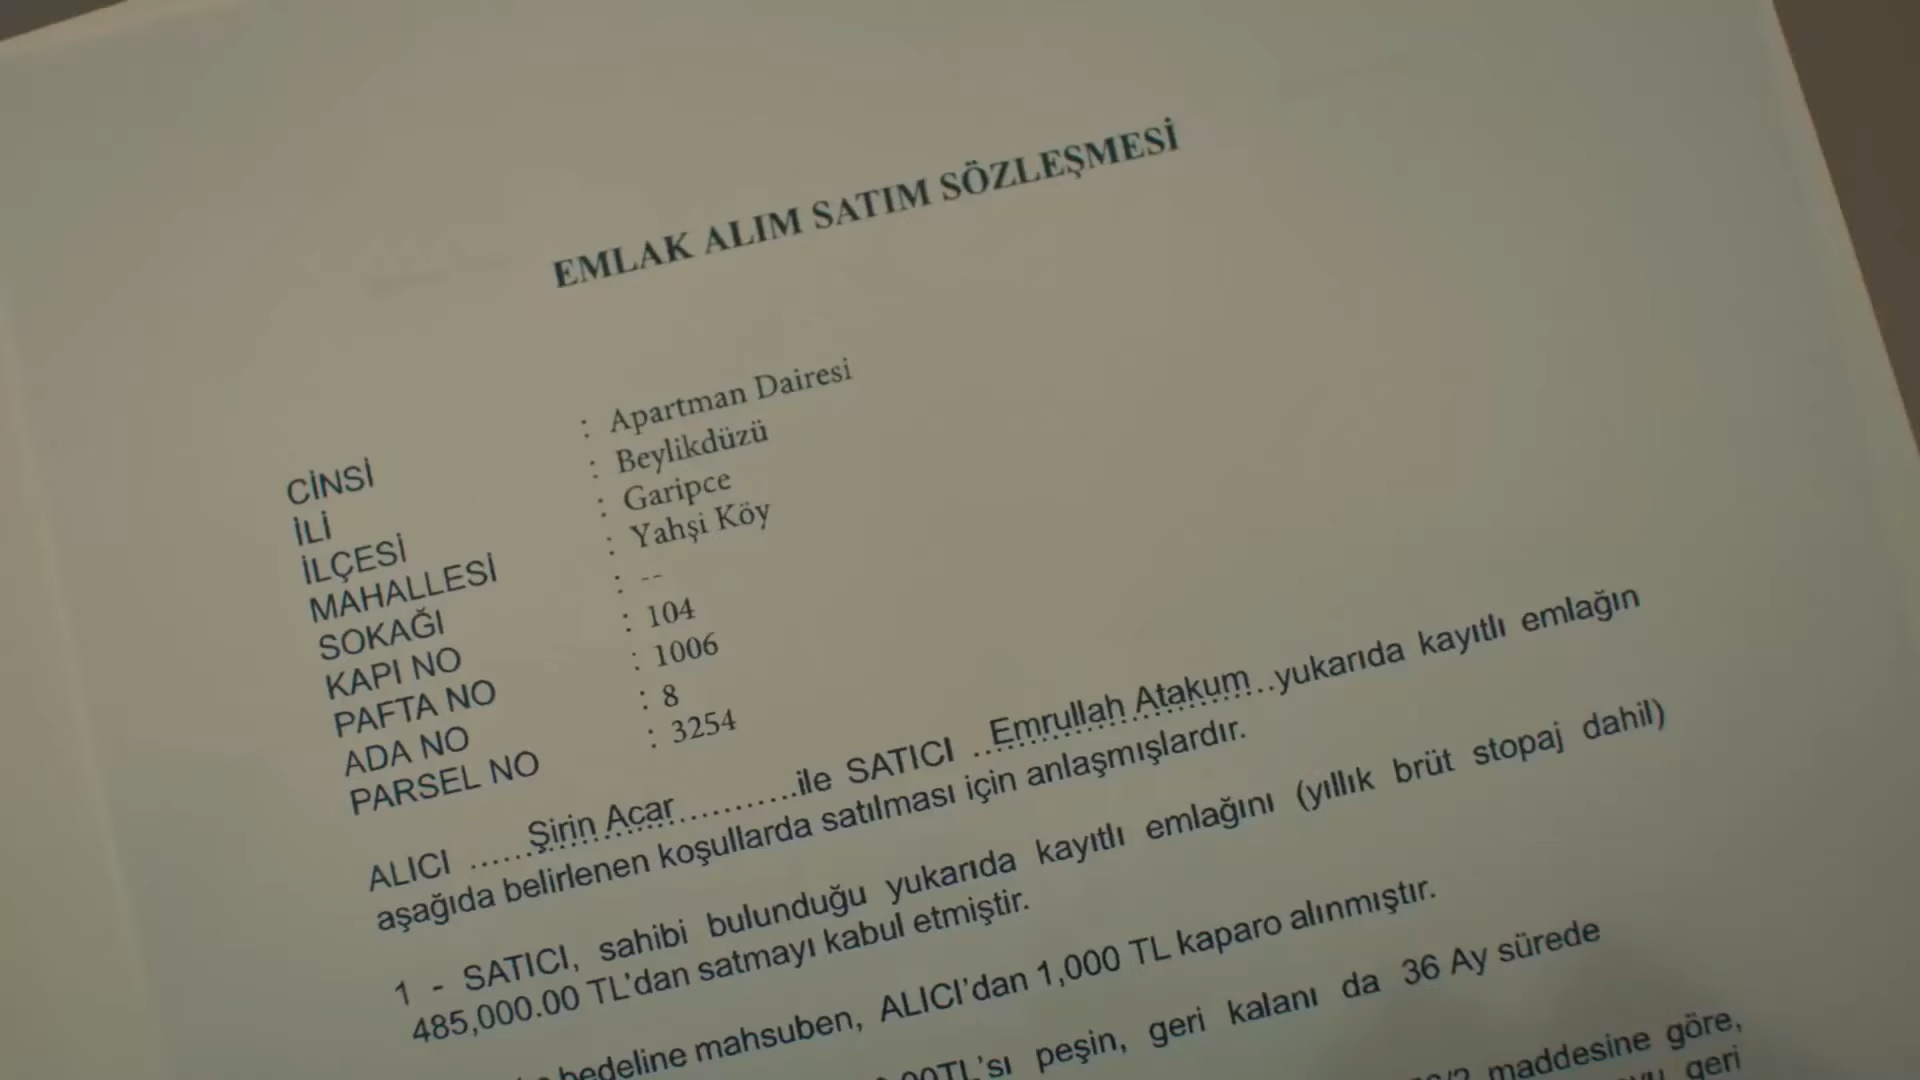 EMLAK ALIM SATIM SÖZLEŞMESİ
CİNSİ : Apartman Dairesi
İLİ : Beylikdüzü
İLÇESİ : Garipce
MAHALLESİ : Yahşi Köy
SOKAĞI : --
KAPI NO : 104
PAFTA NO : 1006
ADA NO : 8
PARSEL NO : 3254
ALICI ......Şirin Acar..........ile SATICI ..Emrullah Atakum..yukarıda kayıtlı emlağın
aşağıda belirlenen koşullarda satılması için anlaşmışlardır.
1 - SATICI, sahibi bulunduğu yukarıda kayıtlı emlağını (yıllık brüt stopaj dahil)
485,000.00 TL'dan satmayı kabul etmiştir.
bedeline mahsuben, ALICI'dan 1,000 TL kaparo alınmıştır.
peşin, geri kalanı da 36 Ay sürede
maddesine göre,
geri